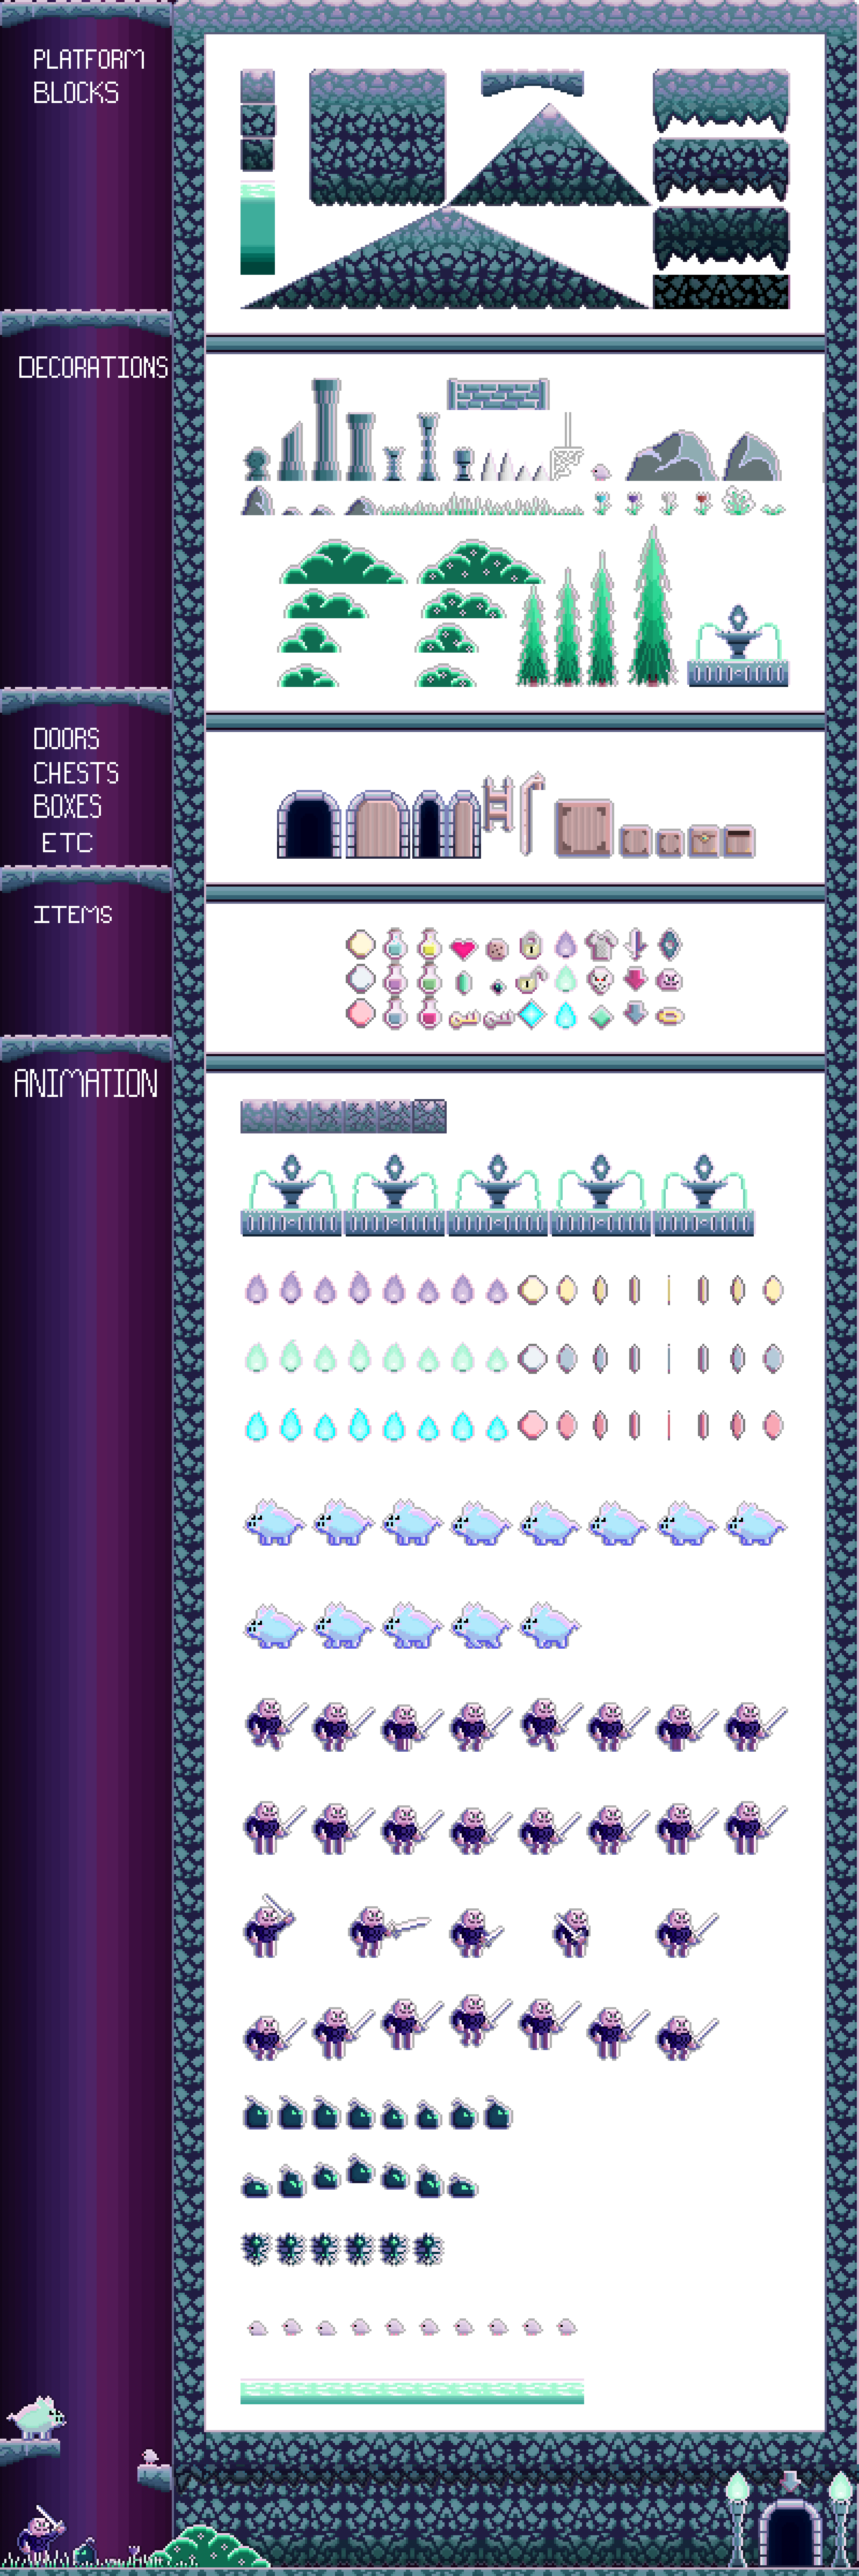 PLATFORM
BLOCKS
DECORATIONS
DOORS
CHESTS
BOXES
ETC
ITEMS
ANIMATION